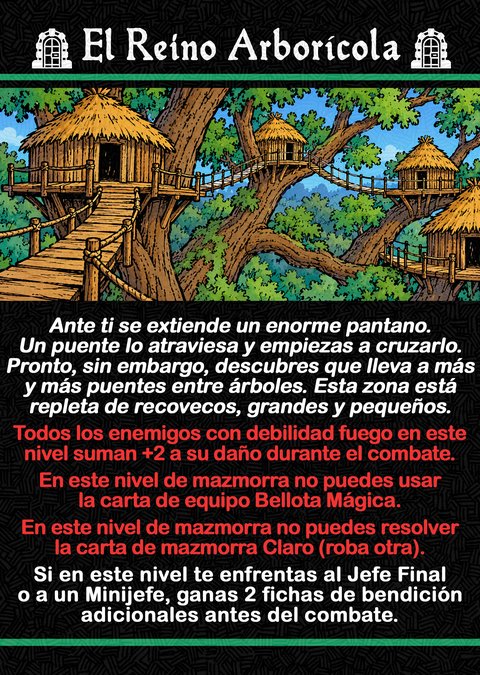 El Reino Arborícola
Ante ti se extiende un enorme pantano.
Un puente lo atraviesa y empiezas a cruzarlo.
Pronto, sin embargo, descubres que lleva a más
y más puentes entre árboles. Esta zona está
repleta de recovecos, grandes y pequeños.
Todos los enemigos con debilidad fuego en este
nivel suman +2 a su daño durante el combate.
En este nivel de mazmorra no puedes usar
la carta de equipo Bellota Mágica.
En este nivel de mazmorra no puedes resolver
la carta de mazmorra Claro (roba otra).
Si en este nivel te enfrentas al Jefe Final
o a un Minijefe, ganas 2 fichas de bendición
adicionales antes del combate.